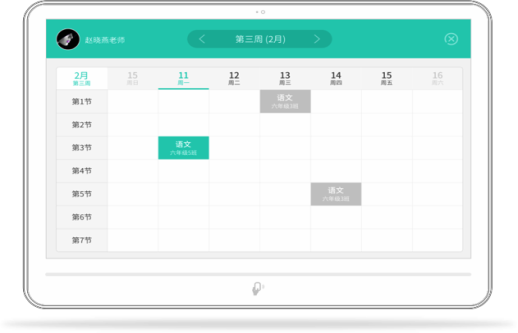 赵晓燕老师
第三周 (2月)
2月
第三周
15
周日
11
周一
12
周二
13
周三
14
周四
15
周五
16
周六
第1节
语文
六年级3班
第2节
第3节
语文
六年级5班
第4节
第5节
语文
六年级3班
第6节
第7节